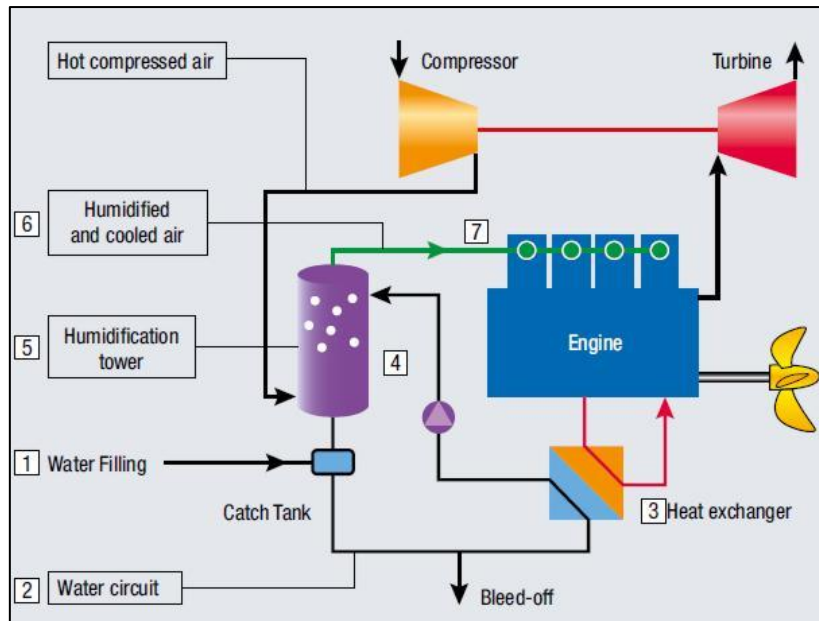 Hot compressed air
Compressor
Turbine
6
Humidified
and cooled air
7
5
Humidification
tower
4
Engine
1
Water Filling
Catch Tank
3
Heat exchanger
2
Water circuit
Bleed-off